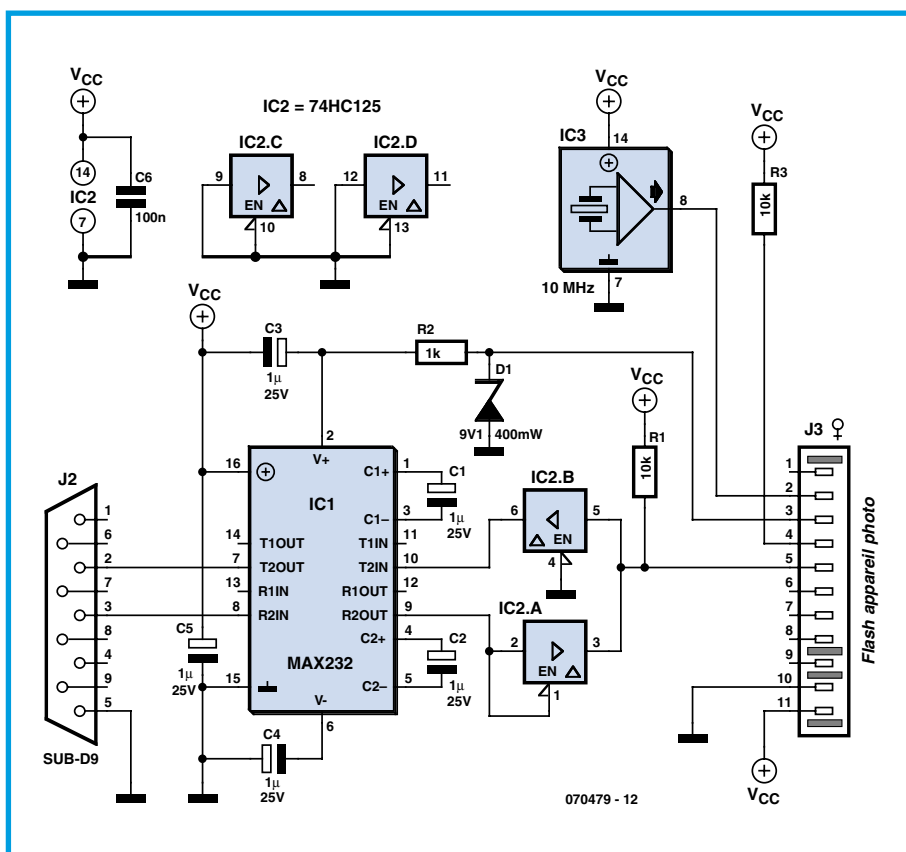 VCC
VCC
VCC
IC2 = 74HC125
IC2.C
IC2.D
IC3
14
14
IC2
7
C6
100n
9
8
EN
10
12
11
EN
13
8
10 MHz
7
R3
10k
VCC
C3
1μ
25V
R2
1k
D1
9V1
400mW
VCC
R1
10k
J3 ♀
J2
1
6
2
7
3
8
4
9
5
SUB-D9
16
14
7
13
8
15
2
V+
IC1
T1OUT
T2OUT
R1IN
R2IN
MAX232
V-
6
C1+
C1–
T1IN
T2IN
R1OUT
R2OUT
C2+
C2–
1
3
11
10
12
9
4
5
C1
1μ
25V
C2
1μ
25V
C5
1μ
25V
C4
1μ
25V
IC2.B
6
5
EN
4
IC2.A
2
3
EN
1
1
2
3
4
5
6
7
8
9
10
11
Flash appareil photo
VCC
070479 - 12